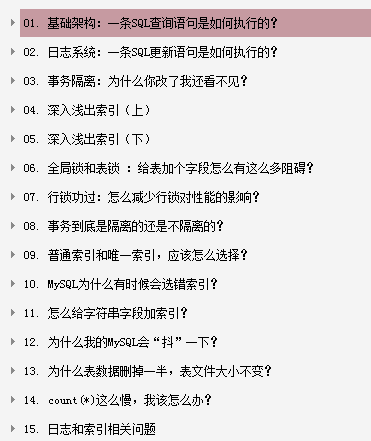 01. 基础架构：一条SQL查询语句是如何执行的？
02. 日志系统：一条SQL更新语句是如何执行的？
03. 事务隔离：为什么你改了我还看不见？
04. 深入浅出索引（上）
05. 深入浅出索引（下）
06. 全局锁和表锁 ：给表加个字段怎么有这么多阻碍？
07. 行锁功过：怎么减少行锁对性能的影响？
08. 事务到底是隔离的还是不隔离的？
09. 普通索引和唯一索引，应该怎么选择？
10. MySQL为什么有时候会选错索引？
11. 怎么给字符串字段加索引？
12. 为什么我的MySQL会“抖”一下？
13. 为什么表数据删掉一半，表文件大小不变？
14. count(*)这么慢，我该怎么办？
15. 日志和索引相关问题